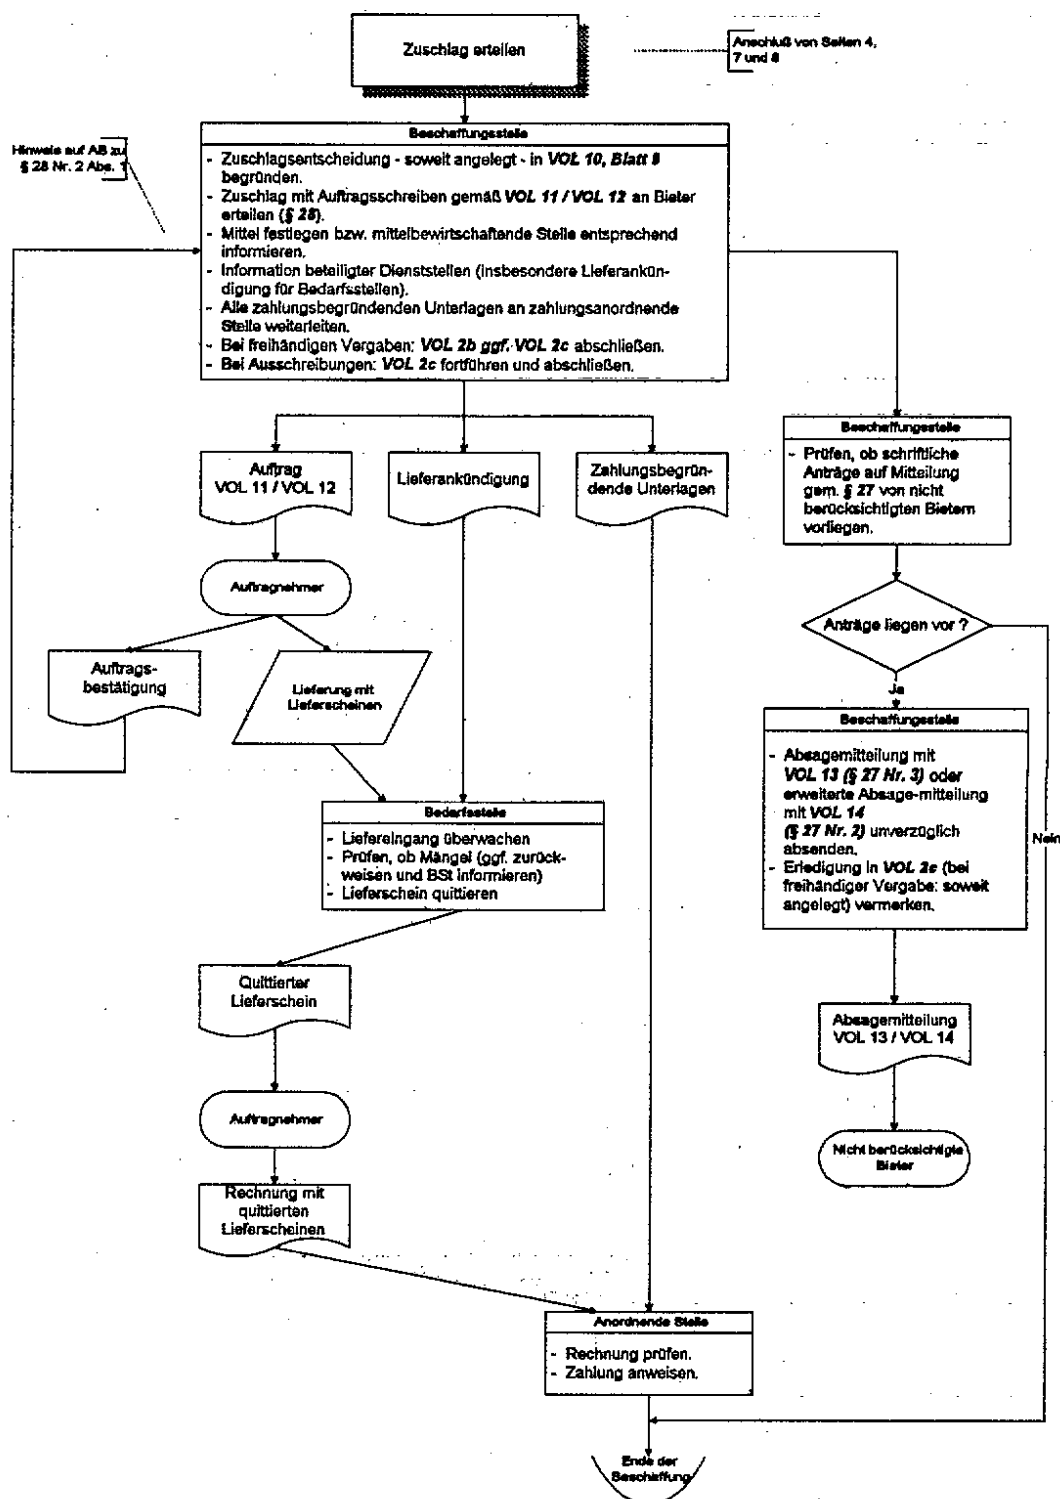 Zuschlag erteilen
Anschluß von Seiten 4,
7 und 8
Hinweis auf AB zu
§ 28 Nr. 2 Abs. 1
Beschaffungsstelle
- Zuschlagsentscheidung - soweit angelegt - in VOL 10, Blatt 9
begründen.
- Zuschlag mit Auftragsschreiben gemäß VOL 11 / VOL 12 an Bieter
erteilen (§ 28).
- Mittel festlegen bzw. mittelbewirtschaftende Stelle entsprechend
informieren.
- Information beteiligter Dienststellen (insbesondere Lieferankün-
digung für Bedarfsstellen).
- Alle zahlungsbegründenden Unterlagen an zahlungsanordnende
Stelle weiterleiten.
- Bei freihändigen Vergaben: VOL 2b ggf. VOL 2c abschließen.
- Bei Ausschreibungen: VOL 2c fortführen und abschließen.
Auftrag
VOL 11 / VOL 12
Lieferankündigung
Zahlungsbegrün-
dende Unterlagen
Beschaffungsstelle
- Prüfen, ob schriftliche
Anträge auf Mitteilung
gem. § 27 von nicht
berücksichtigten Bietern
vorliegen.
Auftragnehmer
Anträge liegen vor ?
Auftrags-
bestätigung
Lieferung mit
Lieferscheinen
Ja
Nein
Beschaffungsstelle
- Absagemitteilung mit
VOL 13 (§ 27 Nr. 3) oder
erweiterte Absage-mitteilung
mit VOL 14
(§ 27 Nr. 2) unverzüglich
absenden.
- Erledigung in VOL 2c (bei
freihändiger Vergabe: soweit
angelegt) vermerken.
Bedarfsstelle
- Liefereingang überwachen
- Prüfen, ob Mängel (ggf. zurück-
weisen und BSt informieren)
- Lieferschein quittieren
Quittierter
Lieferschein
Absagemitteilung
VOL 13 / VOL 14
Auftragnehmer
Nicht berücksichtigte
Bieter
Rechnung mit
quittierten
Lieferscheinen
Anordnende Stelle
- Rechnung prüfen.
- Zahlung anweisen.
Ende der
Beschaffung